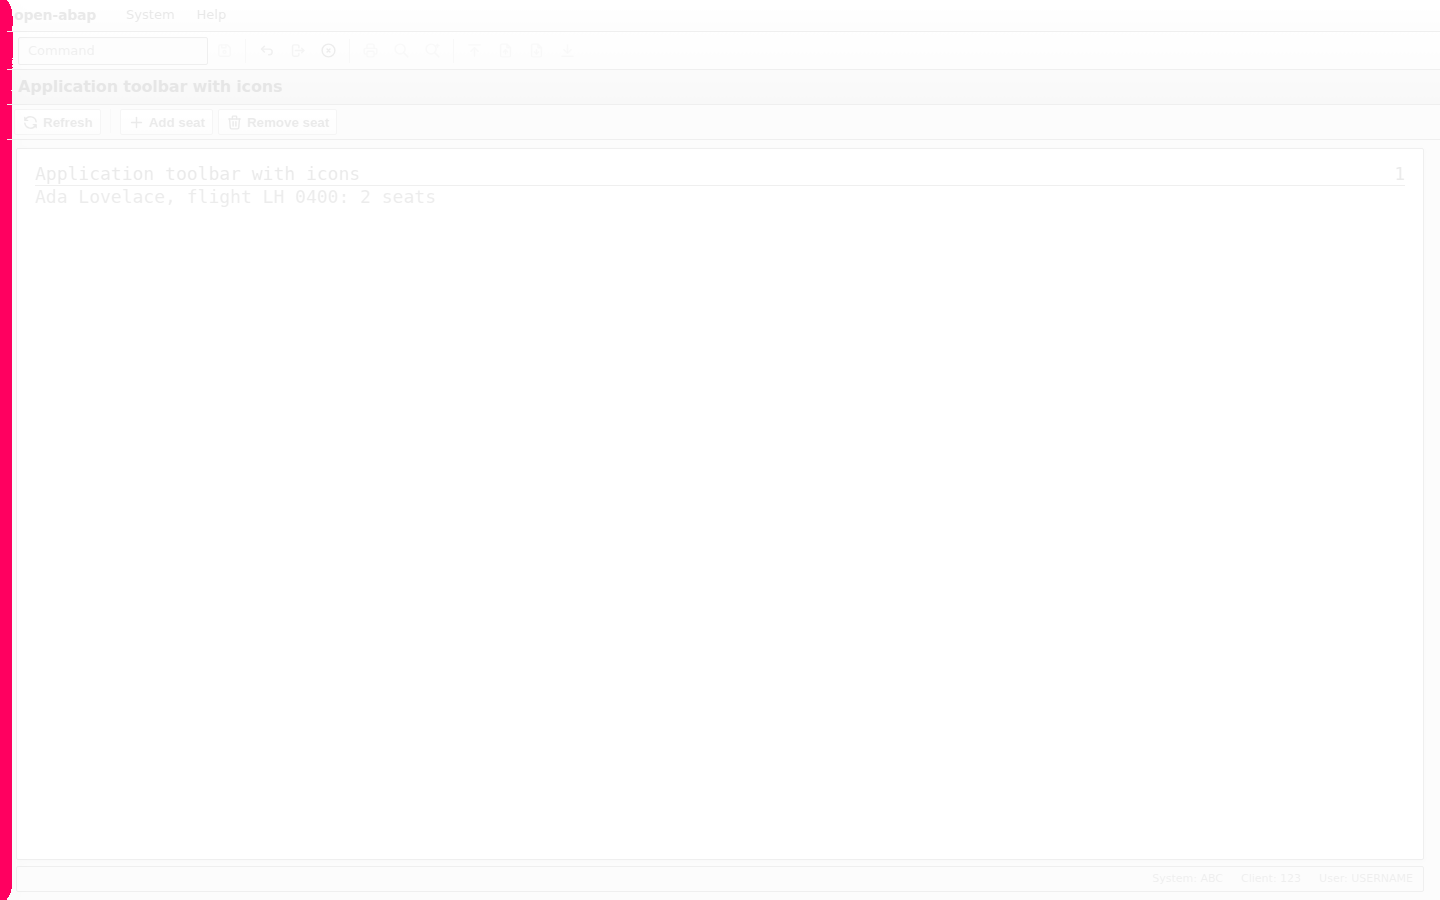 open-abap System Help
Command
Application toolbar with icons
Refresh Add seat Remove seat
Application toolbar with icons 1
Ada Lovelace, flight LH 0400: 2 seats
System: ABC Client: 123 User: USERNAME